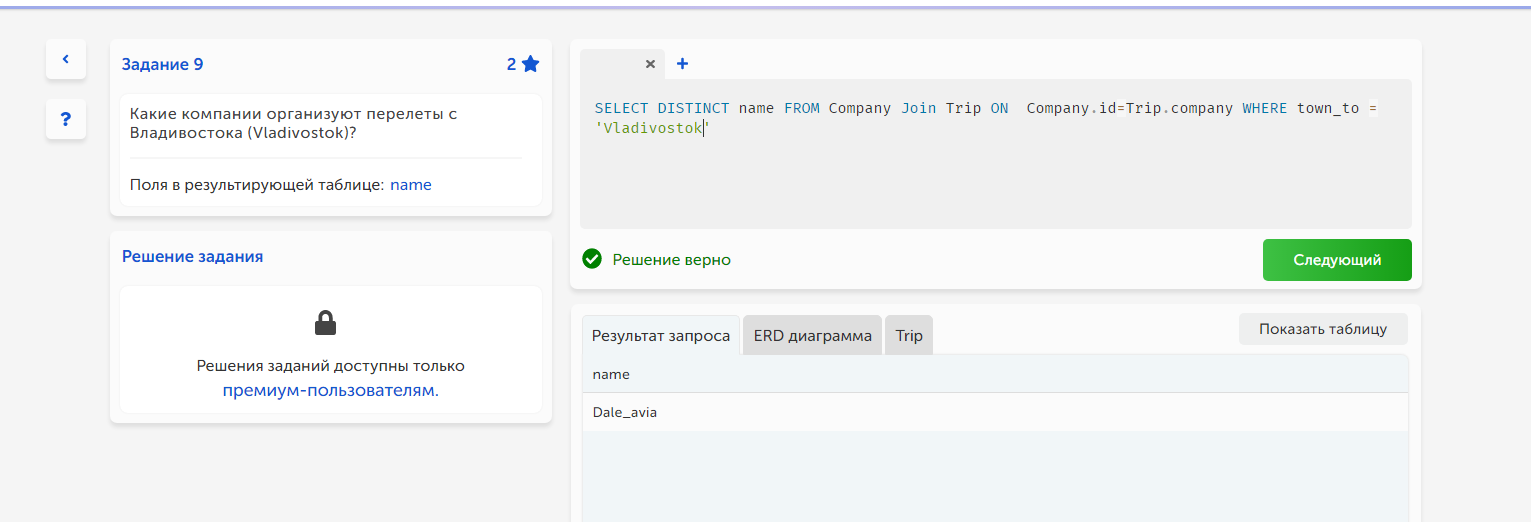 Задание 9
2
Какие компании организуют перелеты с
Владивостока (Vladivostok)?
Поля в результирующей таблице: name
Решение задания
Решения заданий доступны только
премиум-пользователям.
SELECT DISTINCT name FROM Company Join Trip ON  Company.id=Trip.company WHERE town_to =
'Vladivostok'
Решение верно
Следующий
Результат запроса
ERD диаграмма
Trip
Показать таблицу
name
Dale_avia